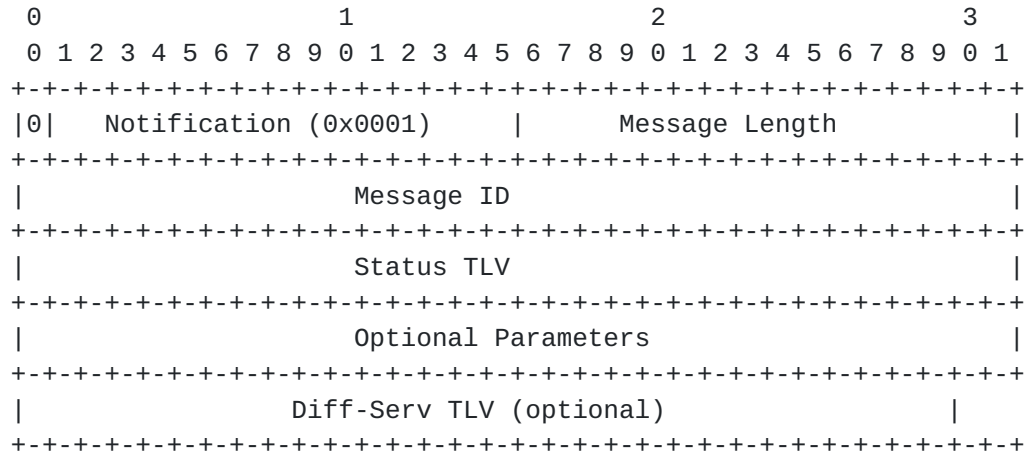 0                   1                   2                   3
 0 1 2 3 4 5 6 7 8 9 0 1 2 3 4 5 6 7 8 9 0 1 2 3 4 5 6 7 8 9 0 1
+-+-+-+-+-+-+-+-+-+-+-+-+-+-+-+-+-+-+-+-+-+-+-+-+-+-+-+-+-+-+-+-+
|0|   Notification (0x0001)     |      Message Length           |
+-+-+-+-+-+-+-+-+-+-+-+-+-+-+-+-+-+-+-+-+-+-+-+-+-+-+-+-+-+-+-+-+
|                     Message ID                                |
+-+-+-+-+-+-+-+-+-+-+-+-+-+-+-+-+-+-+-+-+-+-+-+-+-+-+-+-+-+-+-+-+
|                     Status TLV                                |
+-+-+-+-+-+-+-+-+-+-+-+-+-+-+-+-+-+-+-+-+-+-+-+-+-+-+-+-+-+-+-+-+
|                     Optional Parameters                       |
+-+-+-+-+-+-+-+-+-+-+-+-+-+-+-+-+-+-+-+-+-+-+-+-+-+-+-+-+-+-+-+-+
|                 Diff-Serv TLV (optional)                  |
+-+-+-+-+-+-+-+-+-+-+-+-+-+-+-+-+-+-+-+-+-+-+-+-+-+-+-+-+-+-+-+-+